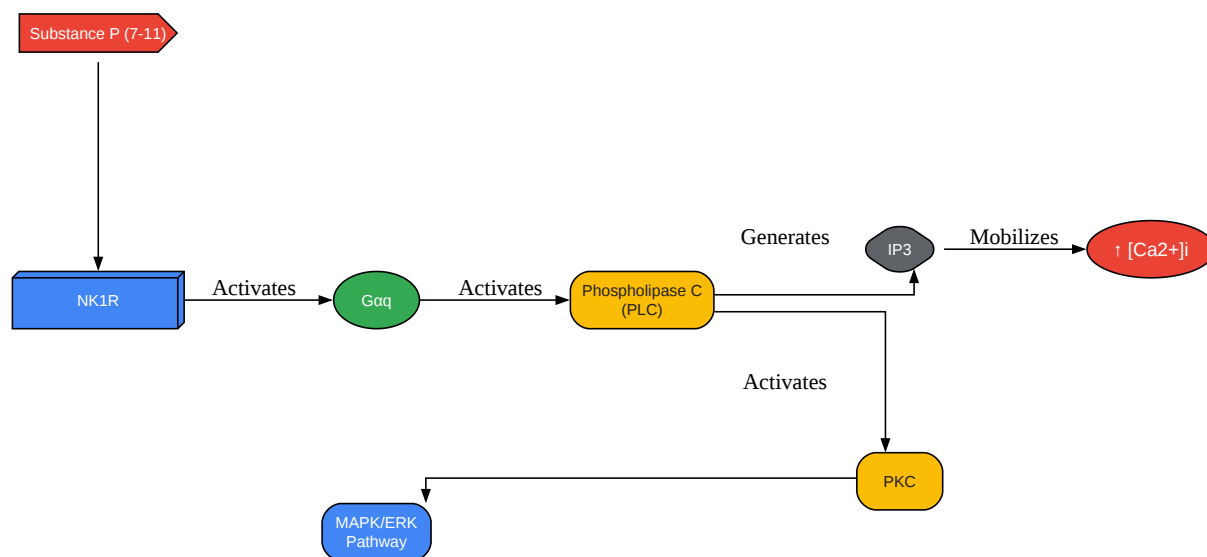 Substance P (7-11)
Generates
IP3
Mobilizes
↑ [Ca2+]i
NK1R
Activates
Gαq
Activates
Phospholipase C
(PLC)
Activates
PKC
MAPK/ERK
Pathway